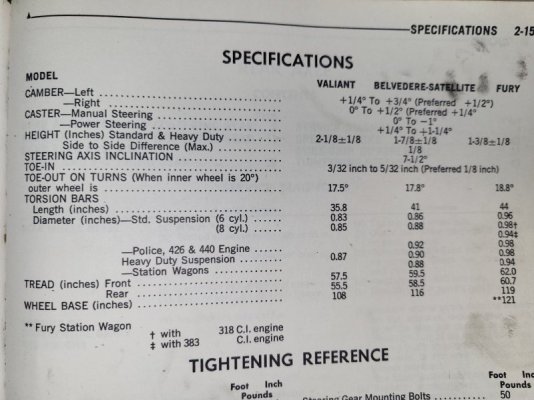 SPECIFICATIONS 2-15
SPECIFICATIONS
MODEL VALIANT BELVEDERE-SATELLITE FURY
CAMBER—Left +1/4° To +3/4° (Preferred +1/2°)
—Right 0° To +1/2° (Preferred +1/4°
CASTER—Manual Steering 0° To -1°
—Power Steering +1/4° To +1-1/4°
HEIGHT (Inches) Standard & Heavy Duty 2-1/8±1/8 1-7/8±1/8 1-3/8±1/8
Side to Side Difference (Max.) 1/8
STEERING AXIS INCLINATION 7-1/2°
TOE-IN 3/32 inch to 5/32 inch (Preferred 1/8 inch)
TOE-OUT ON TURNS (When inner wheel is 20°)
outer wheel is 17.5° 17.8° 18.8°
TORSION BARS
Length (inches) 35.8 41 44
Diameter (inches)—Std. Suspension (6 cyl.) 0.83 0.86 0.96
(8 cyl.) 0.85 0.88 0.98†
0.94‡
—Police, 426 & 440 Engine 0.92 0.98
Heavy Duty Suspension 0.87 0.90 0.98
—Station Wagons 0.88 0.94
TREAD (inches) Front 57.5 59.5 62.0
Rear 55.5 58.5 60.7
WHEEL BASE (inches) 108 116 119
**121
** Fury Station Wagon † with 318 C.I. engine
‡ with 383 C.I. engine
TIGHTENING REFERENCE
Foot Inch Foot Inc
Pounds Pounds
Steering Gear Mounting Bolts 50